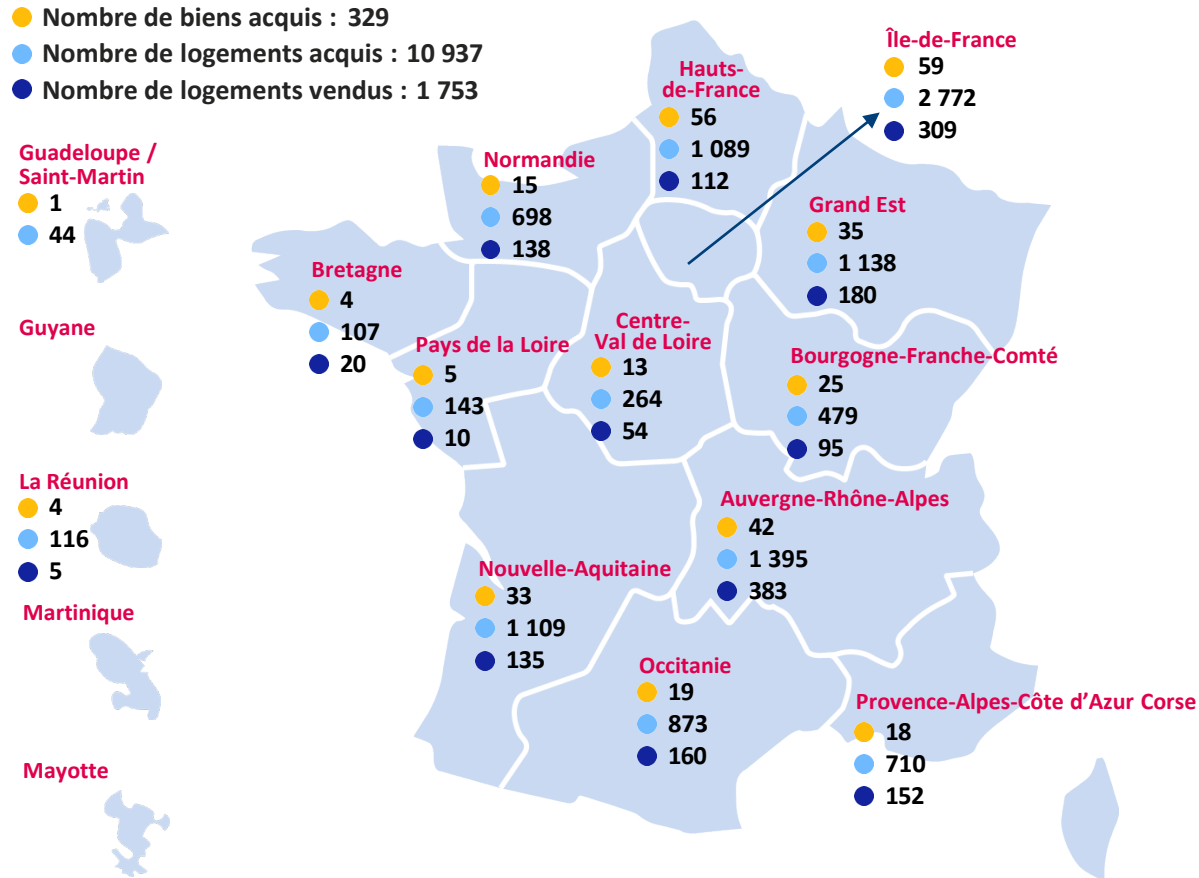 Nombre de biens acquis : 329
Nombre de logements acquis : 10 937
Nombre de logements vendus : 1 753
Île-de-France
59
2 772
309
Hauts-
de-France
56
1 089
112
Normandie
15
698
138
Guadeloupe /
Saint-Martin
1
44
Grand Est
35
1 138
180
Bretagne
4
107
20
Guyane
Pays de la Loire
5
143
10
Centre-
Val de Loire
13
264
54
Bourgogne-Franche-Comté
25
479
95
La Réunion
4
116
5
Auvergne-Rhône-Alpes
42
1 395
383
Nouvelle-Aquitaine
33
1 109
135
Martinique
Occitanie
19
873
160
Provence-Alpes-Côte d’Azur Corse
18
710
152
Mayotte